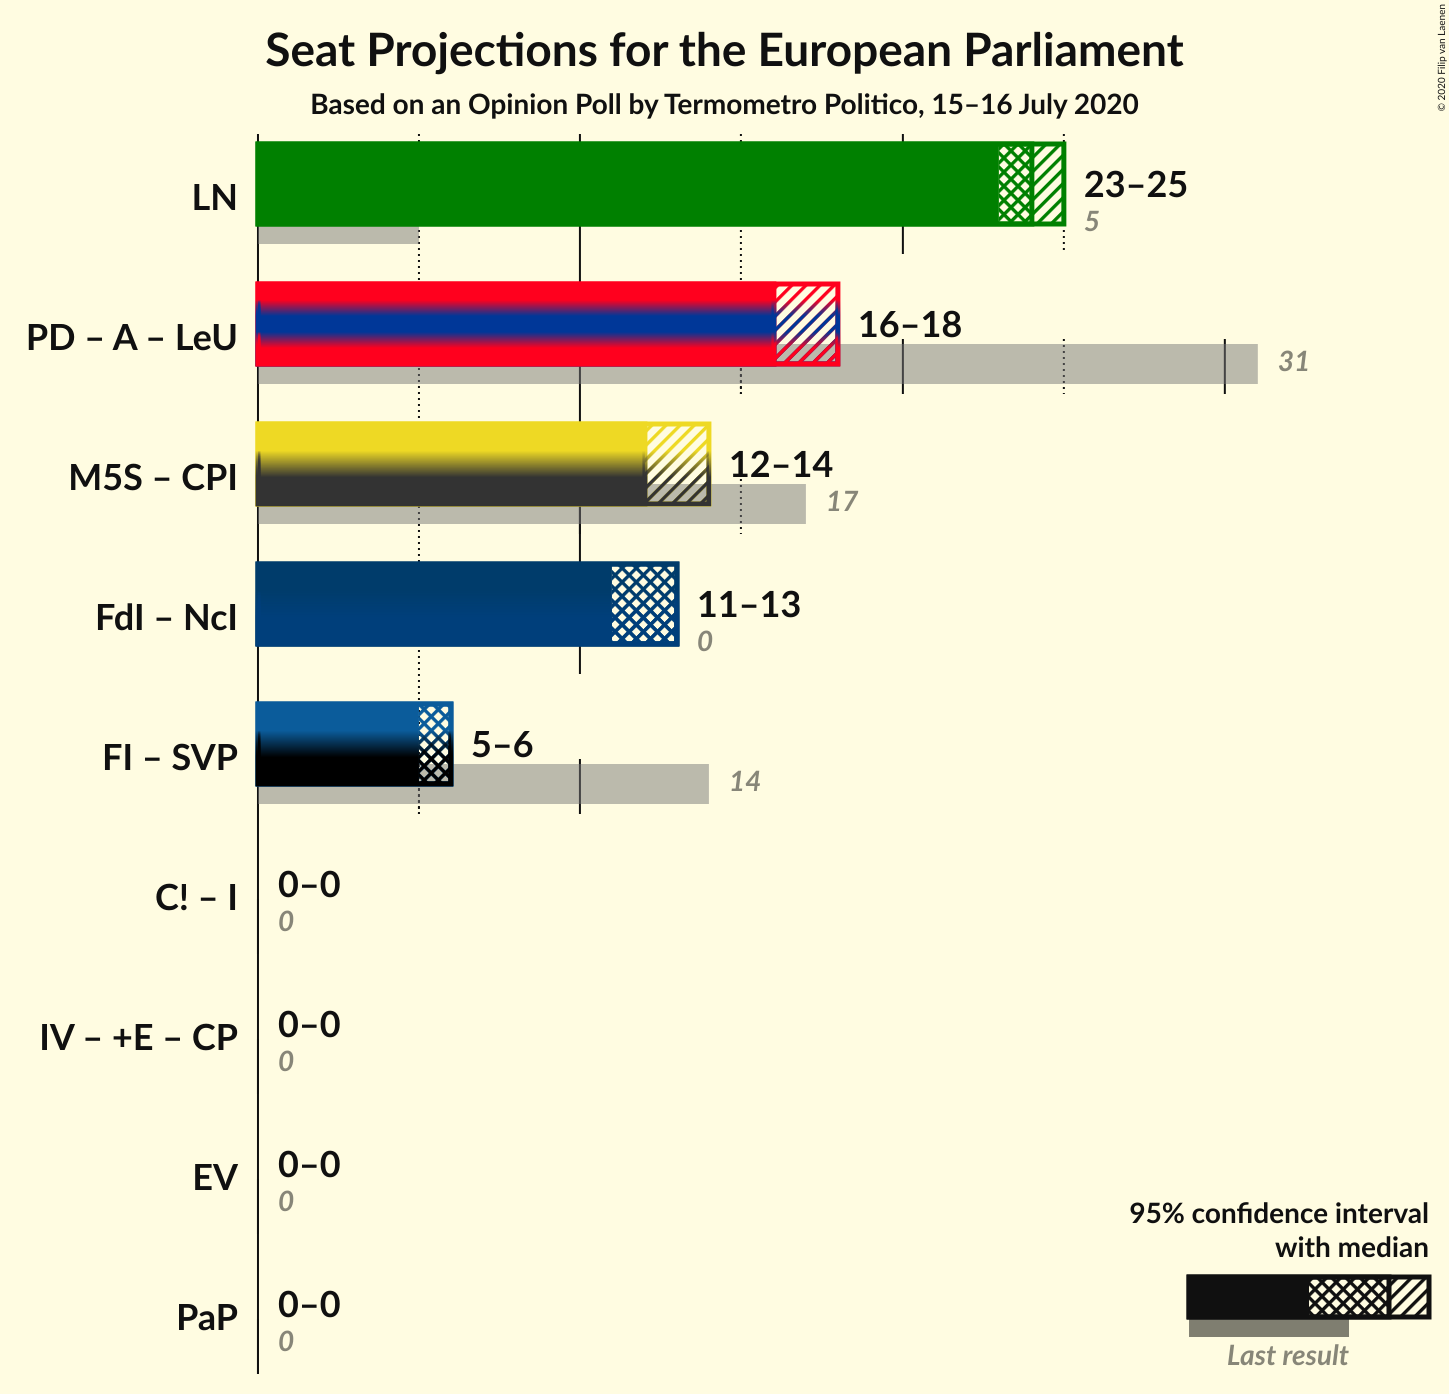 Seat Projections for the European Parliament
Based on an Opinion Poll by Termometro Politico, 15–16 July 2020
© 2020 Filip van Laenen
LN
23–25
5
PD – A – LeU
16–18
31
M5S – CPI
12–14
17
FdI – NcI
11–13
0
FI – SVP
5–6
14
C! – I
0–0
0
IV – +E – CP
0–0
0
EV
0–0
0
PaP
0–0
0
95% confidence interval
with median
Last result